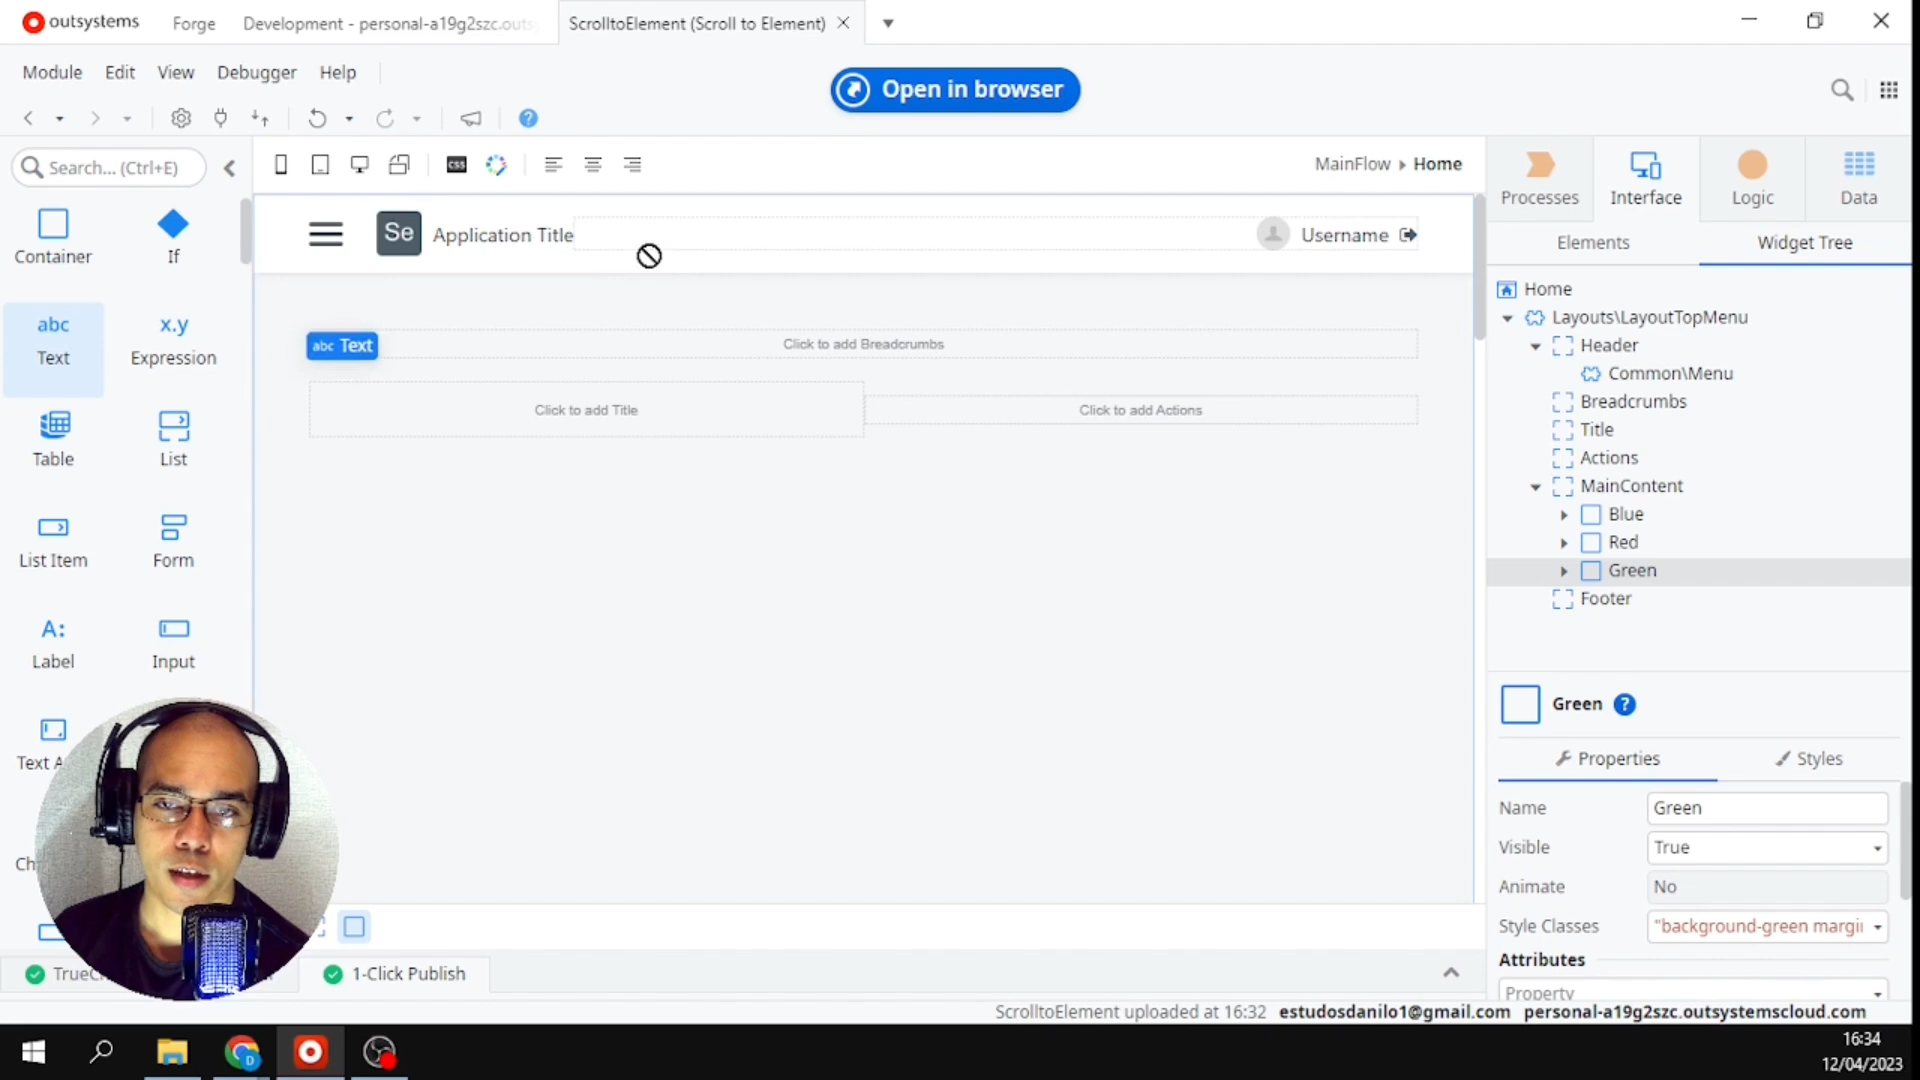 outsystems
Forge
Development - personal-a19g2szc.outsy
ScrolltoElement (Scroll to Element)
Module
Edit
View
Debugger
Help
Open in browser
Search... (Ctrl+E)
CSS
MainFlow
Home
Processes
Interface
Logic
Data
Container
If
Se
Application Title
Username
Elements
Widget Tree
abc
Text
x.y
Expression
abc Text
Click to add Breadcrumbs
Click to add Title
Click to add Actions
Home
Layouts\LayoutTopMenu
Header
Common\Menu
Breadcrumbs
Title
Actions
MainContent
Blue
Red
Green
Footer
Table
List
List Item
Form
A:
Label
Input
Text A
Ch
Green
?
Properties
Styles
Name
Green
Visible
True
Animate
No
Style Classes
"background-green margi
Attributes
Property
1-Click Publish
ScrolltoElement uploaded at 16:32
estudosdanilo1@gmail.com
personal-a19g2szc.outsystemscloud.com
D
16:34
12/04/2023